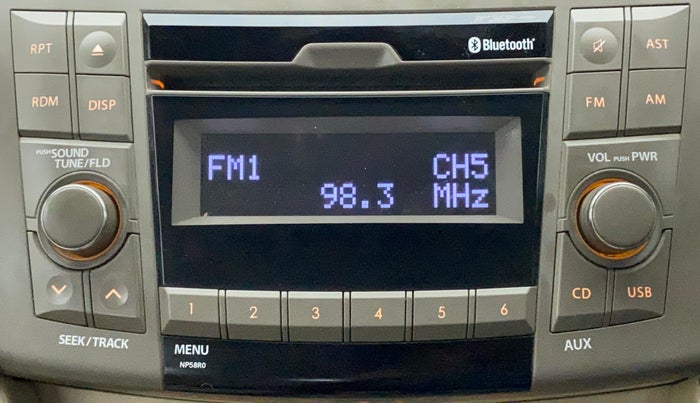 Bluetooth
RPT
AST
RDM DISP
FM AM
PUSH SOUND
TUNE/FLD
VOL PUSH PWR
FM1 CH5
98.3 MHz
1 2 3 4 5 6
CD USB
SEEK/TRACK
MENU
NP58R0
AUX